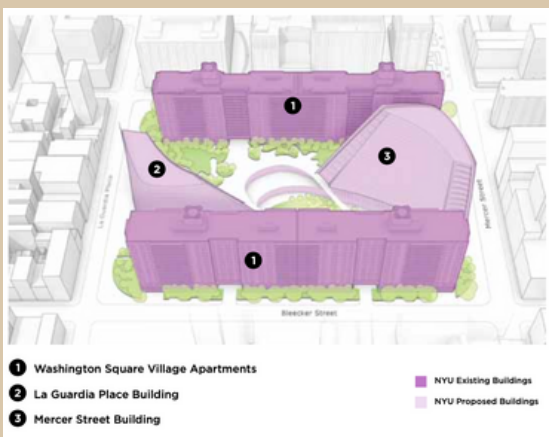 1
2
3
La Guardia Place
Mercer Street
1
Bleecker Street
1 Washington Square Village Apartments
2 La Guardia Place Building
3 Mercer Street Building
NYU Existing Buildings
NYU Proposed Buildings